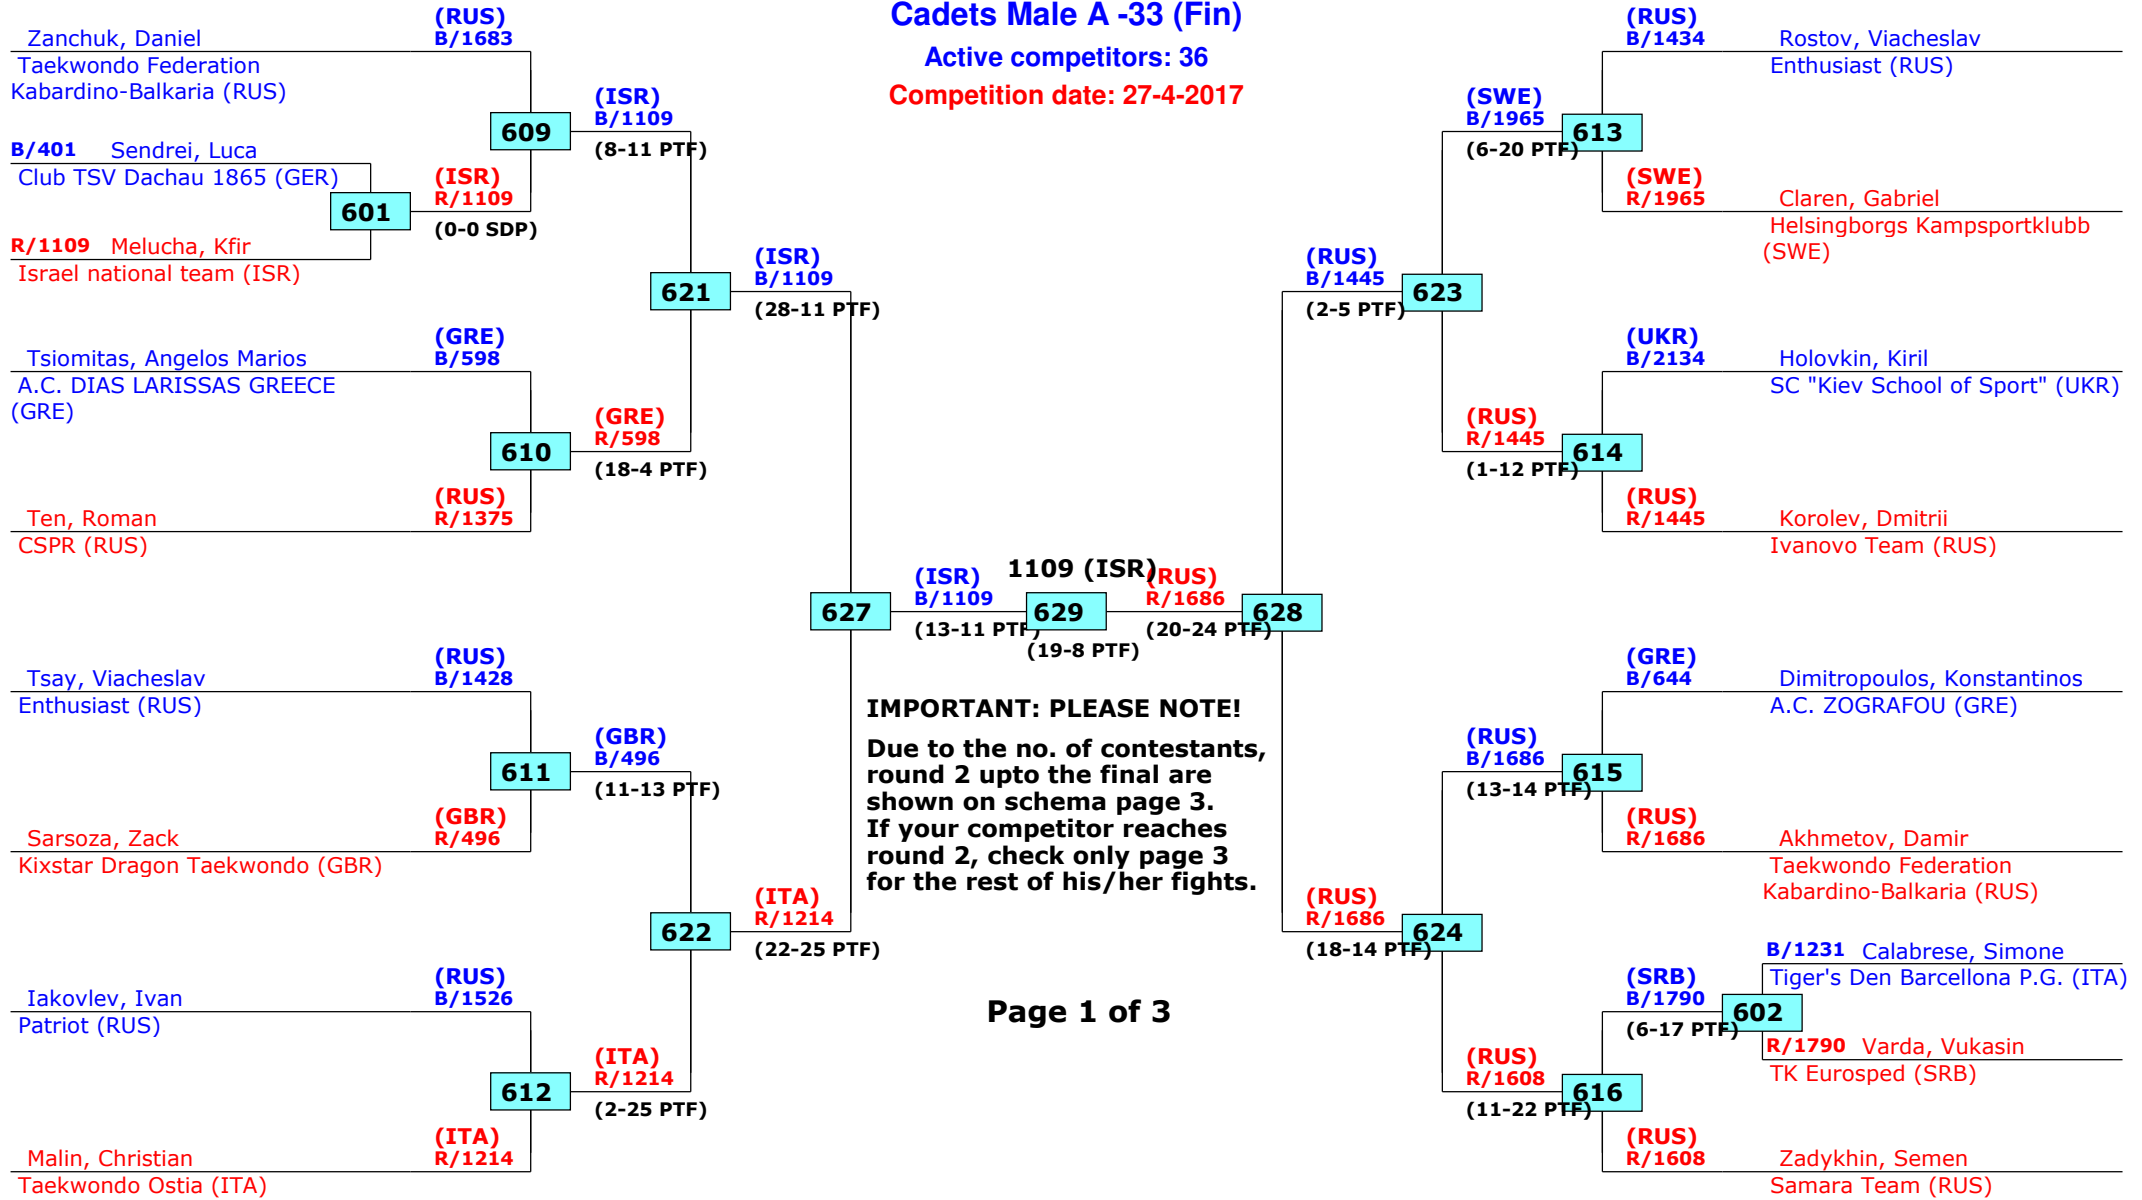 Cadets Male A -33 (Fin)
Active competitors: 36
Competition date: 27-4-2017
(RUS)
Zanchuk, Daniel B/1683
Taekwondo Federation
Kabardino-Balkaria (RUS)
609
(ISR)
B/1109
(8-11 PTF)
B/401 Sendrei, Luca
Club TSV Dachau 1865 (GER)
601
(ISR)
R/1109
(0-0 SDP)
R/1109 Melucha, Kfir
Israel national team (ISR)
621
(ISR)
B/1109
(28-11 PTF)
(GRE)
Tsiomitas, Angelos Marios B/598
A.C. DIAS LARISSAS GREECE
(GRE)
610
(GRE)
R/598
(18-4 PTF)
(RUS)
Ten, Roman R/1375
CSPR (RUS)
627
(ISR)
B/1109
(13-11 PTF)
1109 (ISR)
629
(19-8 PTF)
(RUS)
R/1686
(20-24 PTF)
628
(RUS)
Tsay, Viacheslav B/1428
Enthusiast (RUS)
611
(GBR)
B/496
(11-13 PTF)
(GBR)
Sarsoza, Zack R/496
Kixstar Dragon Taekwondo (GBR)
622
(ITA)
R/1214
(22-25 PTF)
(RUS)
Iakovlev, Ivan B/1526
Patriot (RUS)
612
(ITA)
R/1214
(2-25 PTF)
(ITA)
Malin, Christian R/1214
Taekwondo Ostia (ITA)
IMPORTANT: PLEASE NOTE!
Due to the no. of contestants,
round 2 upto the final are
shown on schema page 3.
If your competitor reaches
round 2, check only page 3
for the rest of his/her fights.
Page 1 of 3
(RUS)
B/1434 Rostov, Viacheslav
Enthusiast (RUS)
(SWE)
B/1965
(6-20 PTF)
613
(SWE)
R/1965 Claren, Gabriel
Helsingborgs Kampsportklubb
(SWE)
(RUS)
B/1445
(2-5 PTF)
623
(UKR)
B/2134 Holovkin, Kiril
SC "Kiev School of Sport" (UKR)
(RUS)
R/1445
(1-12 PTF)
614
(RUS)
R/1445 Korolev, Dmitrii
Ivanovo Team (RUS)
(GRE)
B/644 Dimitropoulos, Konstantinos
A.C. ZOGRAFOU (GRE)
(RUS)
B/1686
(13-14 PTF)
615
(RUS)
R/1686 Akhmetov, Damir
Taekwondo Federation
Kabardino-Balkaria (RUS)
(RUS)
R/1686
(18-14 PTF)
624
B/1231 Calabrese, Simone
Tiger's Den Barcellona P.G. (ITA)
(SRB)
B/1790
(6-17 PTF)
602
R/1790 Varda, Vukasin
TK Eurosped (SRB)
(RUS)
R/1608
(11-22 PTF)
616
(RUS)
R/1608 Zadykhin, Semen
Samara Team (RUS)